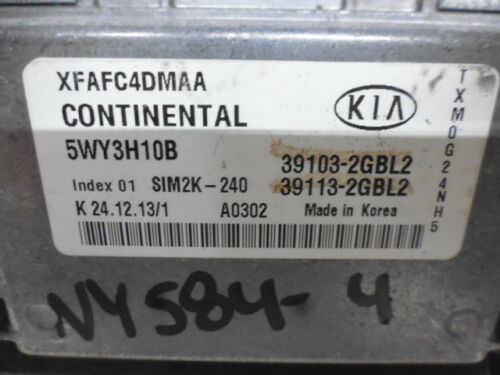 XFAFC4DMAA
CONTINENTAL
KIA
5WY3H10B
39103-2GBL2
Index 01 SIM2K-240 39113-2GBL2
K 24.12.13/1 A0302 Made in Korea
TXM0G24NH5
NY584-4